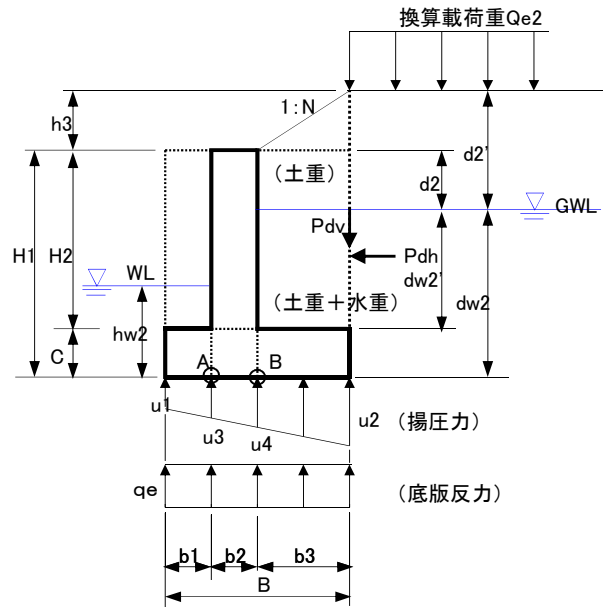 換算載荷重Qe2
1:N
h3
d2'
(土重)
d2
GWL
Pdv
H1
H2
WL
Pdh
dw2'
dw2
(土重＋水重)
hw2
C
A
B
u1
u2
(揚圧力)
u3
u4
qe
(底版反力)
b1
b2
b3
B